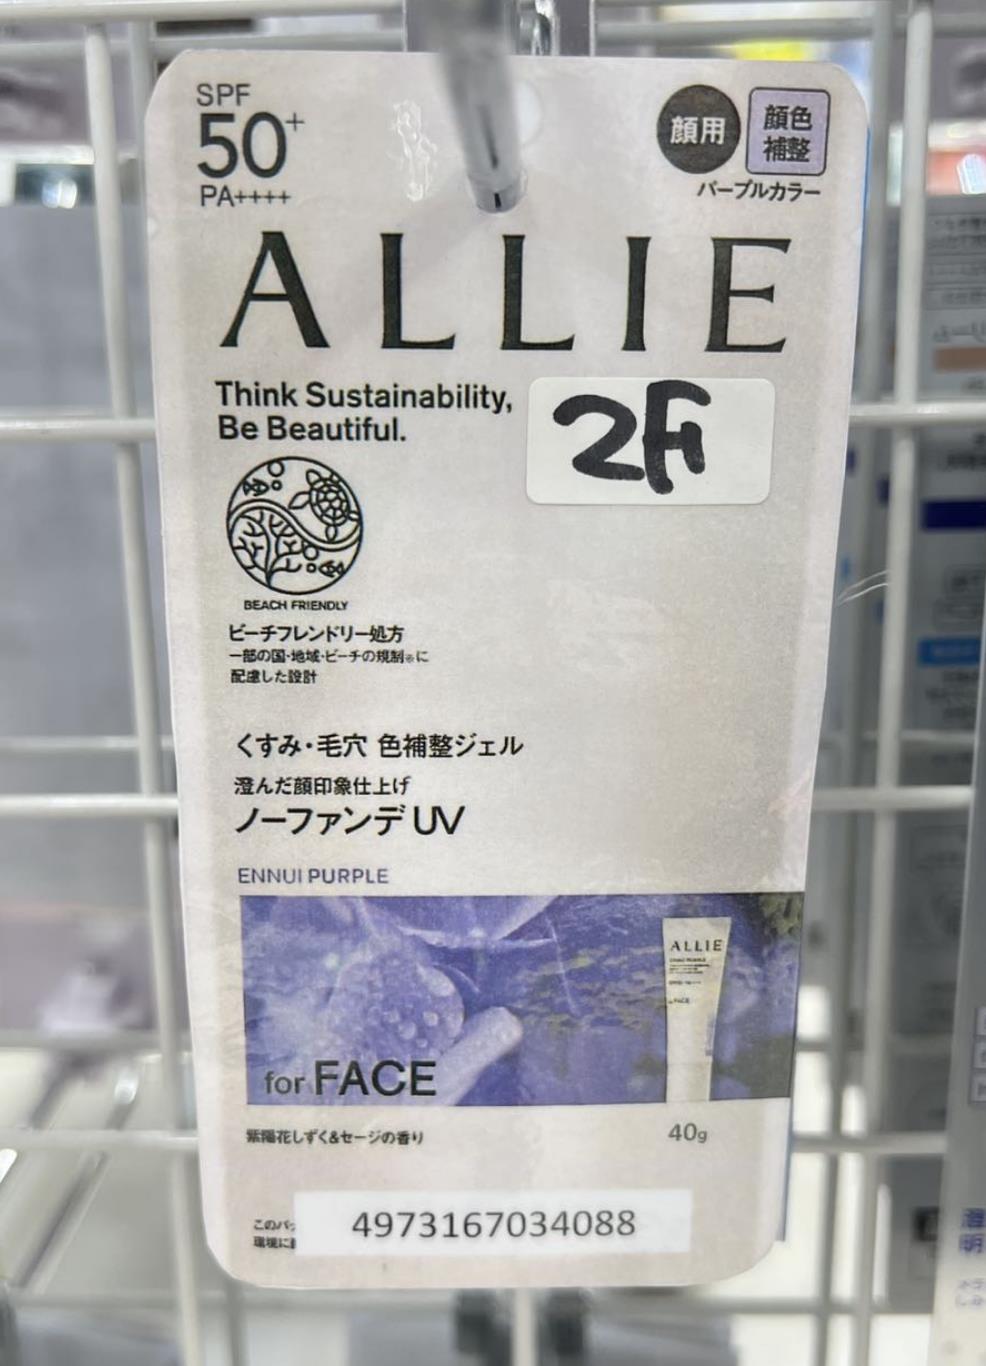 SPF
50+
PA++++
顔用
顔色
補整
パープルカラー
ALLIE
Think Sustainability,
Be Beautiful.
2F
BEACH FRIENDLY
ビーチフレンドリー処方
一部の国・地域・ビーチの規制※に
配慮した設計
くすみ・毛穴 色補整ジェル
澄んだ顔印象仕上げ
ノーファンデUV
ENNUI PURPLE
ALLIE
for FACE
紫陽花しずく&セージの香り
40g
このパッ
環境に
4973167034088